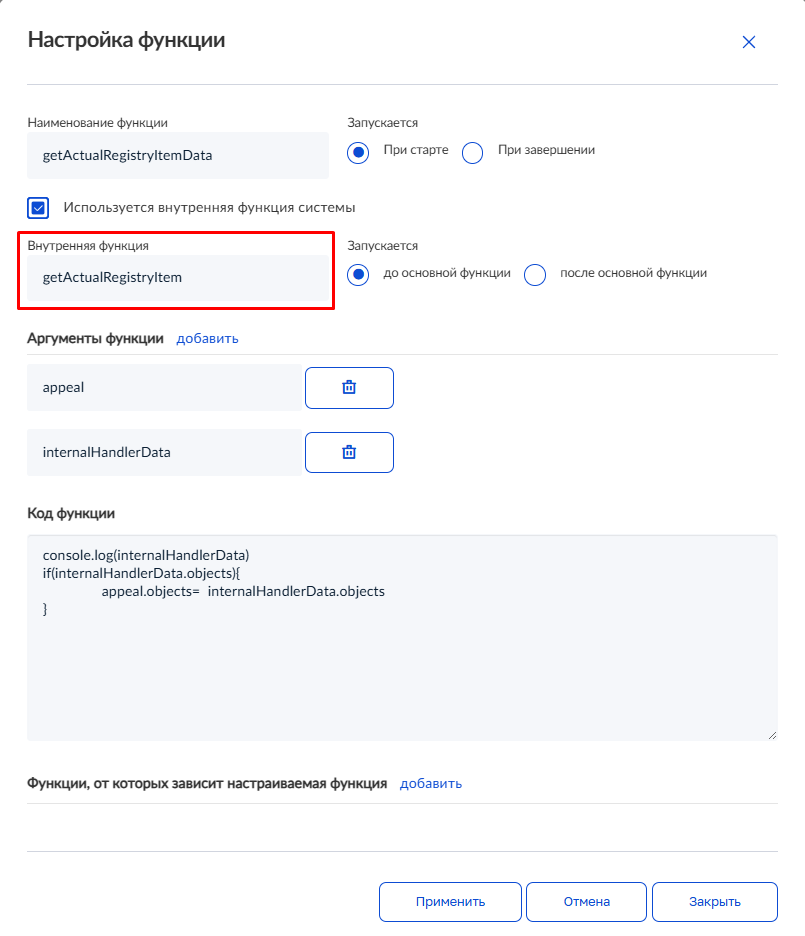 Настройка функции
Наименование функции
Запускается
getActualRegistryItemData
При старте
При завершении
Используется внутренняя функция системы
Внутренняя функция
Запускается
getActualRegistryItem
до основной функции
после основной функции
Аргументы функции добавить
appeal
internalHandlerData
Код функции
console.log(internalHandlerData)
if(internalHandlerData.objects){
appeal.objects= internalHandlerData.objects
}
Функции, от которых зависит настраиваемая функция добавить
Применить
Отмена
Закрыть